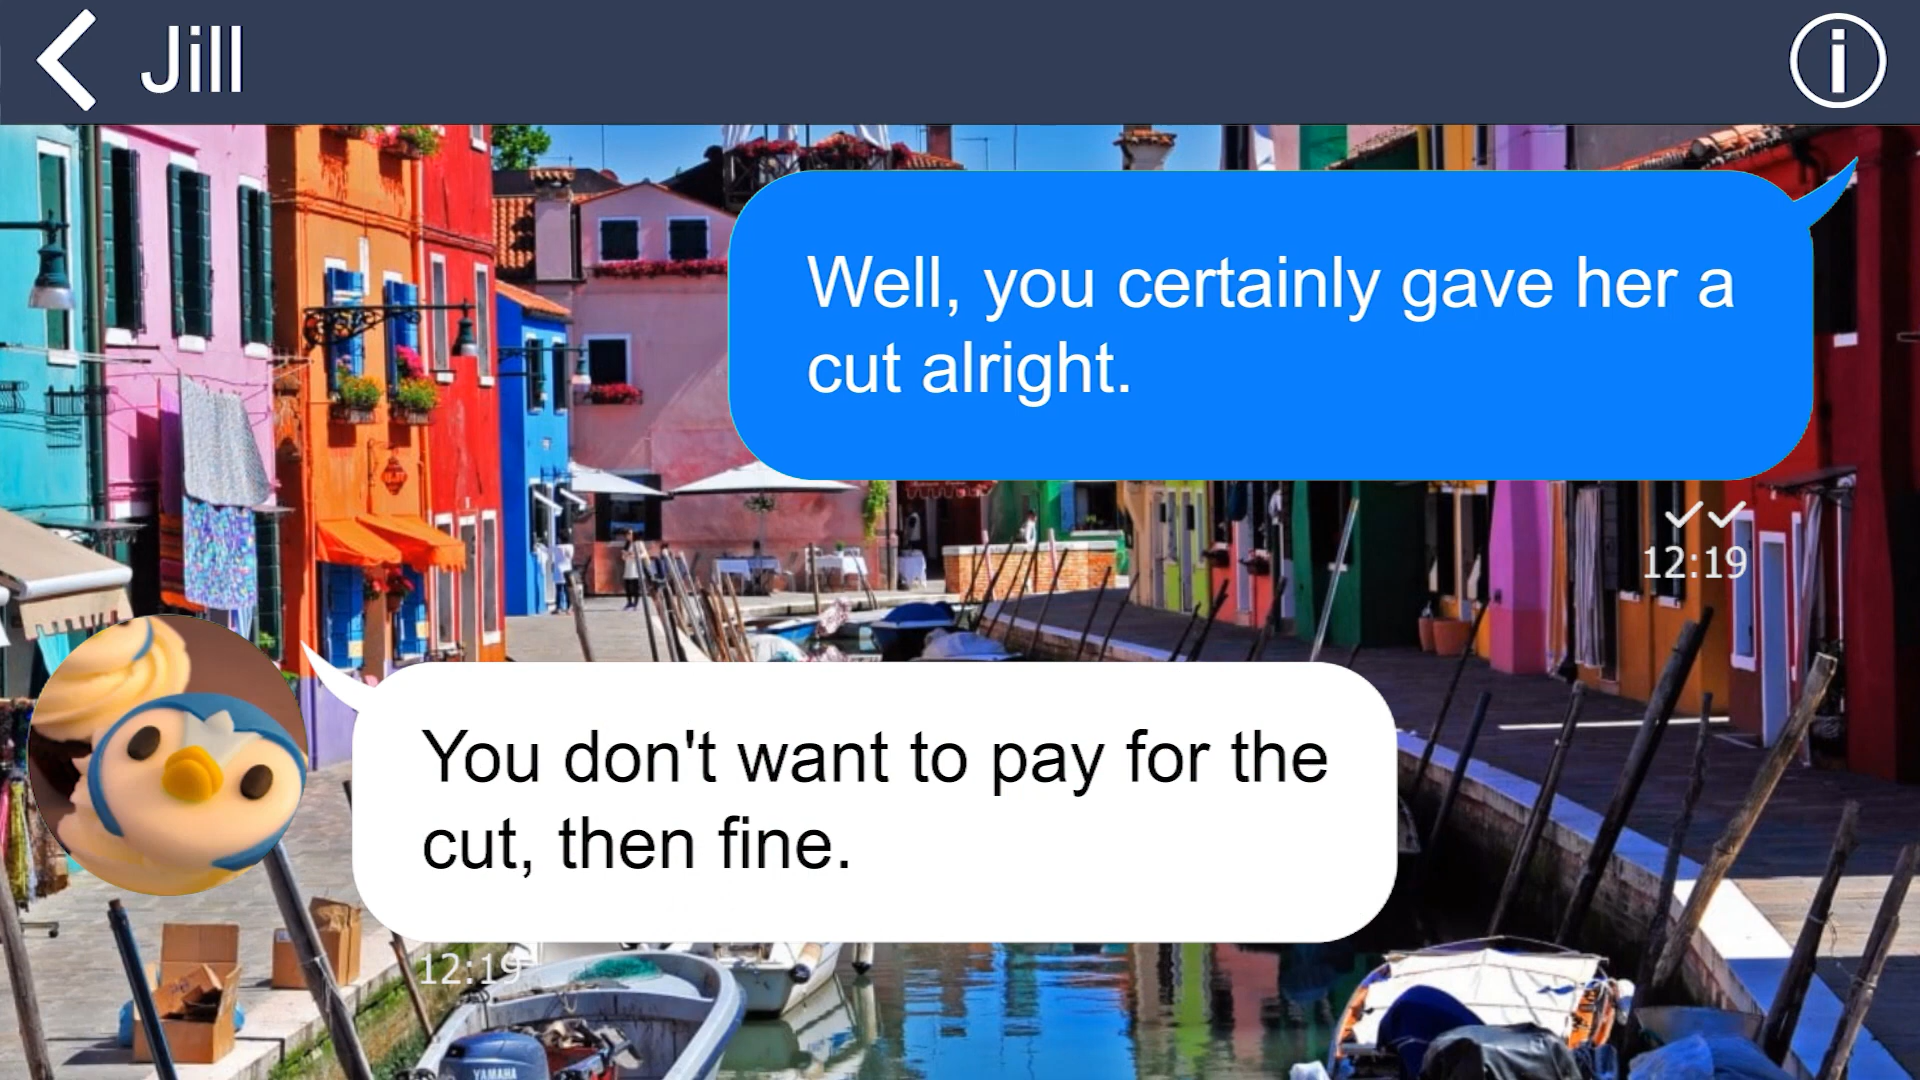 Jill
Well, you certainly gave her a
cut alright.
12:19
You don't want to pay for the
cut, then fine.
12:19
YAMAHA